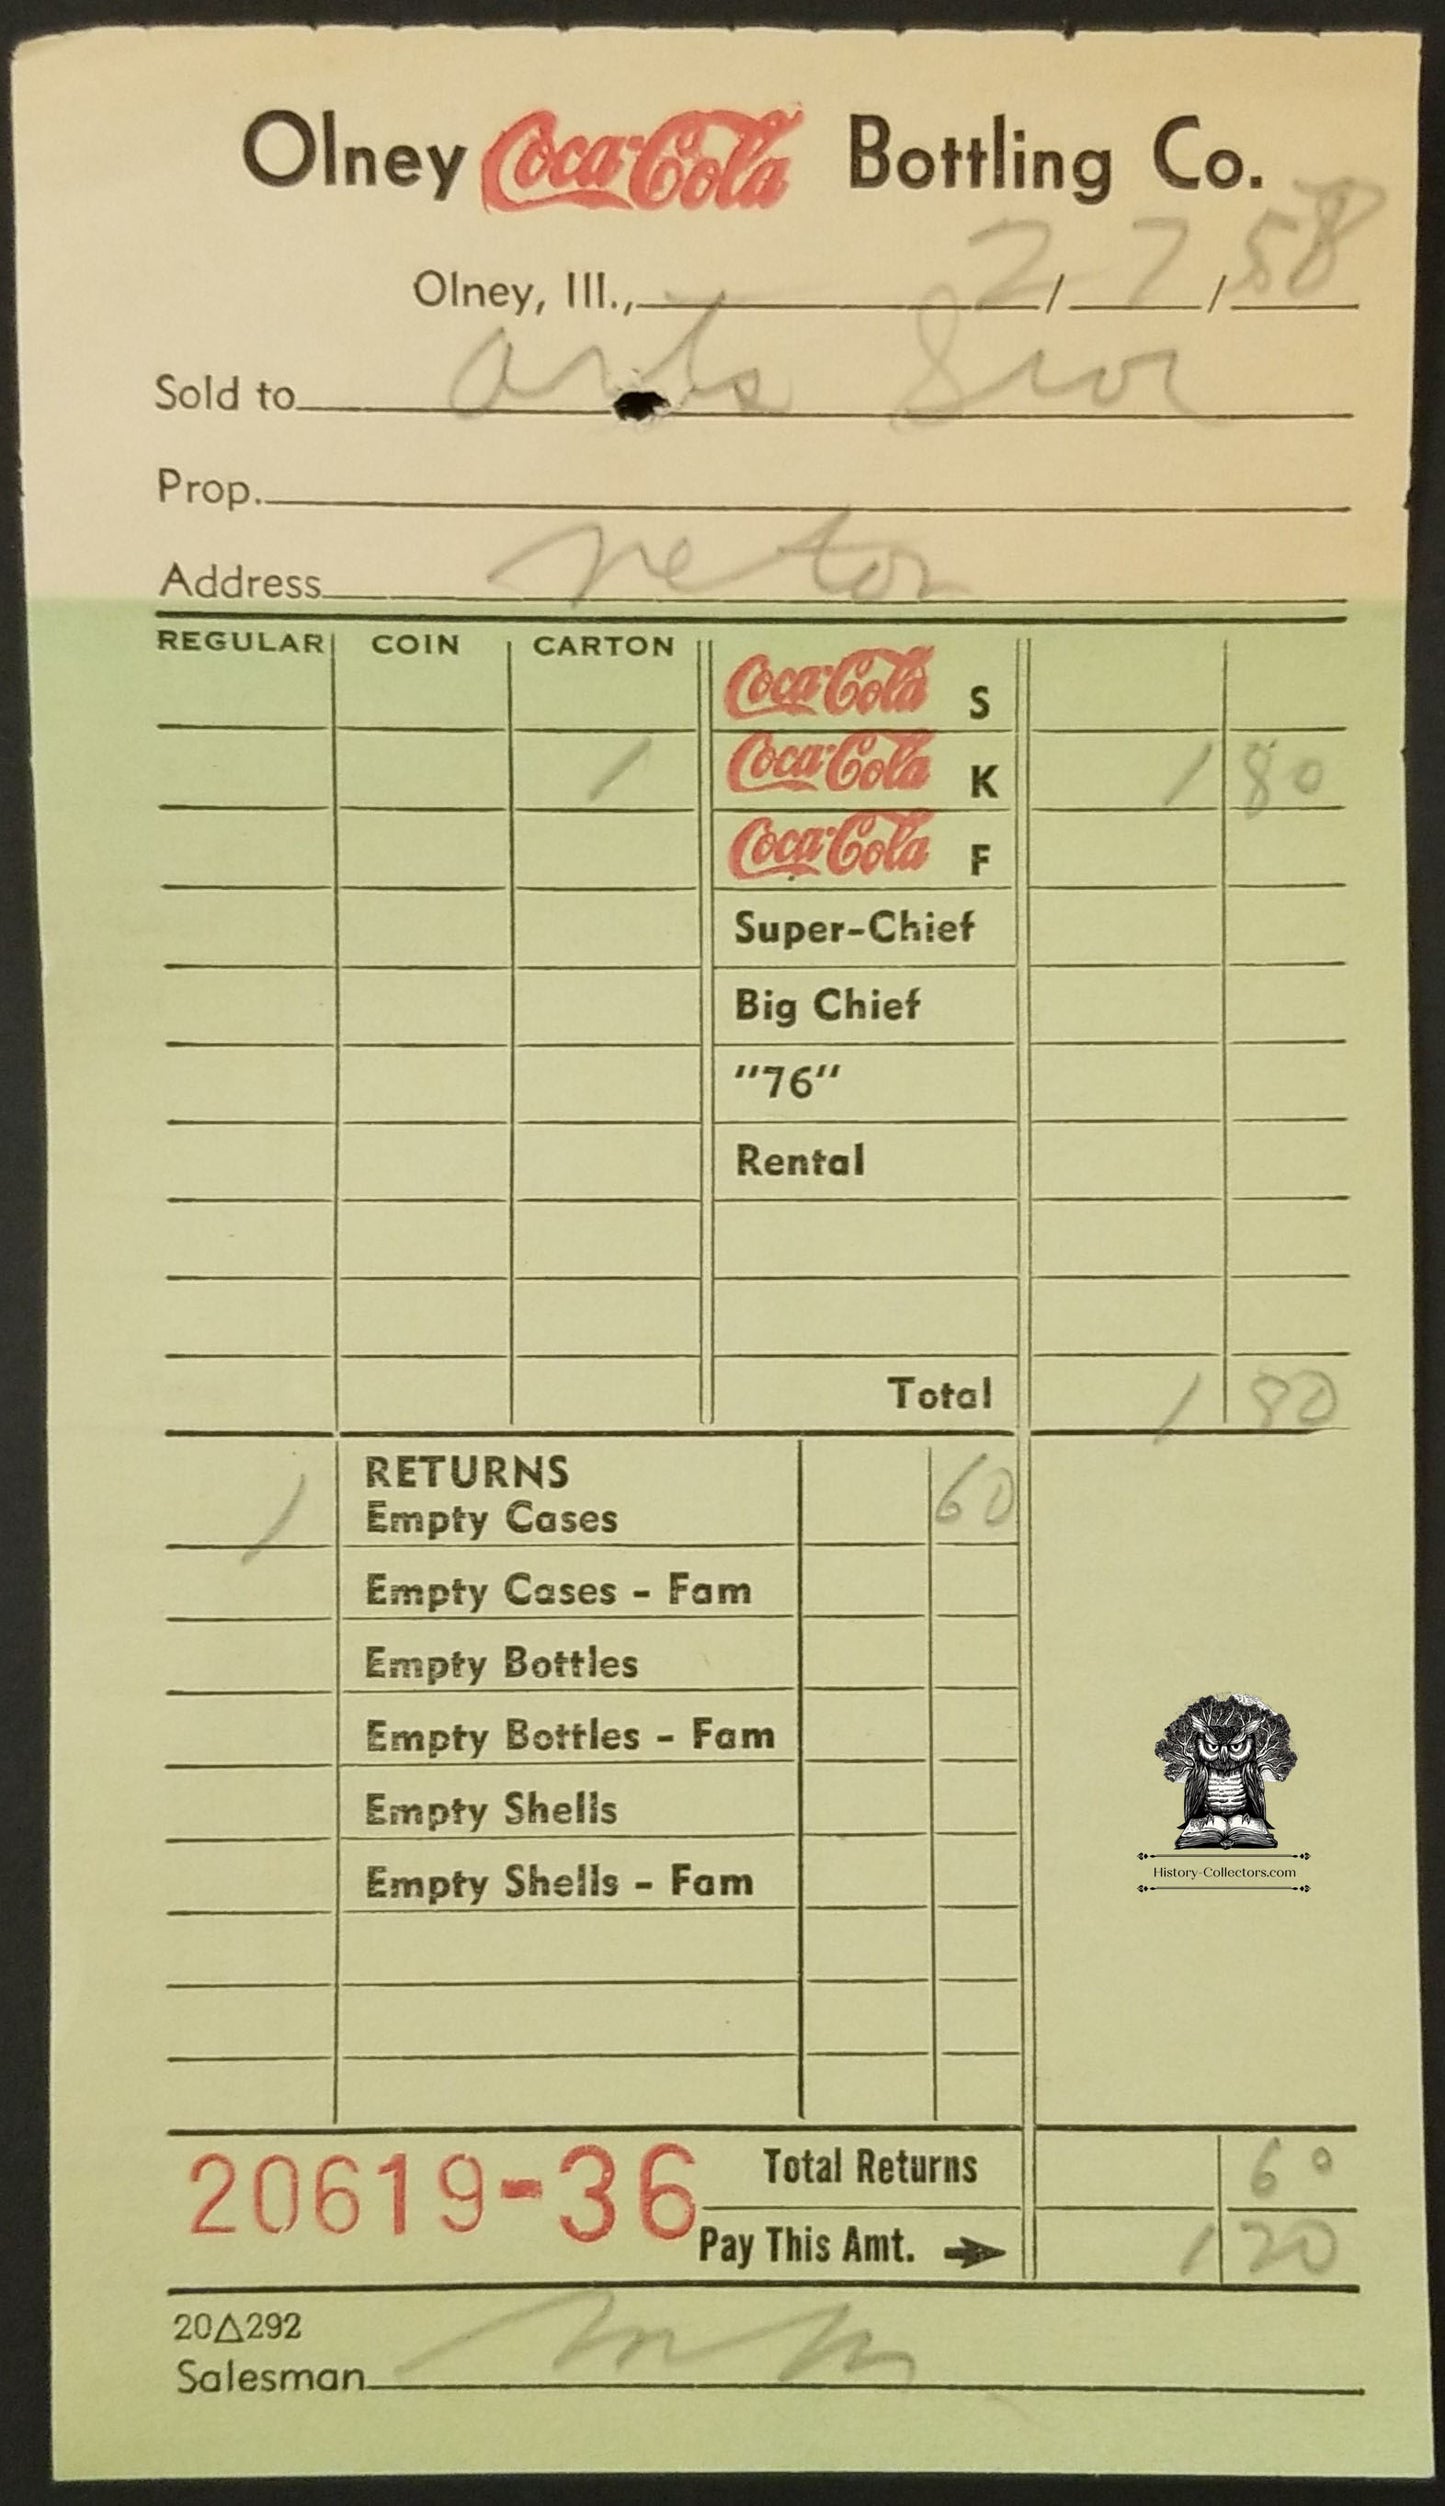 Olney Coca-Cola Bottling Co.
Olney, Ill., 2 / 7 / 58
Sold to
Prop.
Address
REGULAR COIN CARTON
Coca-Cola S
1 Coca-Cola K 1 80
Coca-Cola F
Super-Chief
Big Chief
"76"
Rental
Total 1 80
RETURNS
1 Empty Cases 60
Empty Cases - Fam
Empty Bottles
Empty Bottles - Fam
Empty Shells
Empty Shells - Fam
History-Collectors.com
20619-36
Total Returns 60
Pay This Amt. 1 20
20△292
Salesman